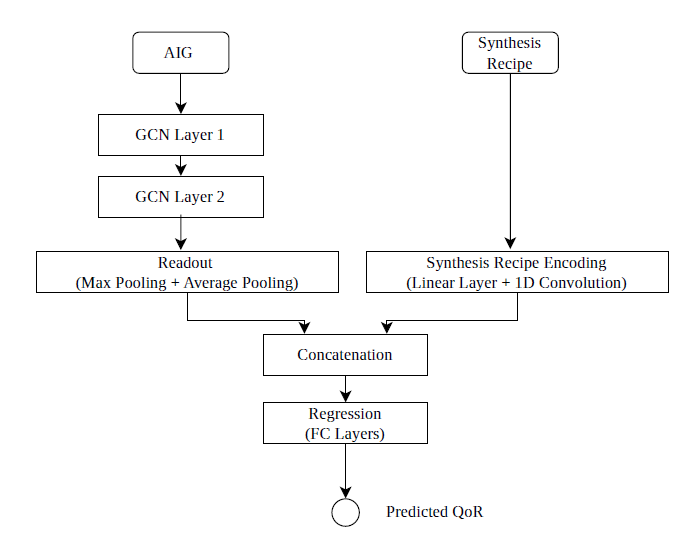 AIG
Synthesis
Recipe
GCN Layer 1
GCN Layer 2
Readout
(Max Pooling + Average Pooling)
Synthesis Recipe Encoding
(Linear Layer + 1D Convolution)
Concatenation
Regression
(FC Layers)
Predicted QoR